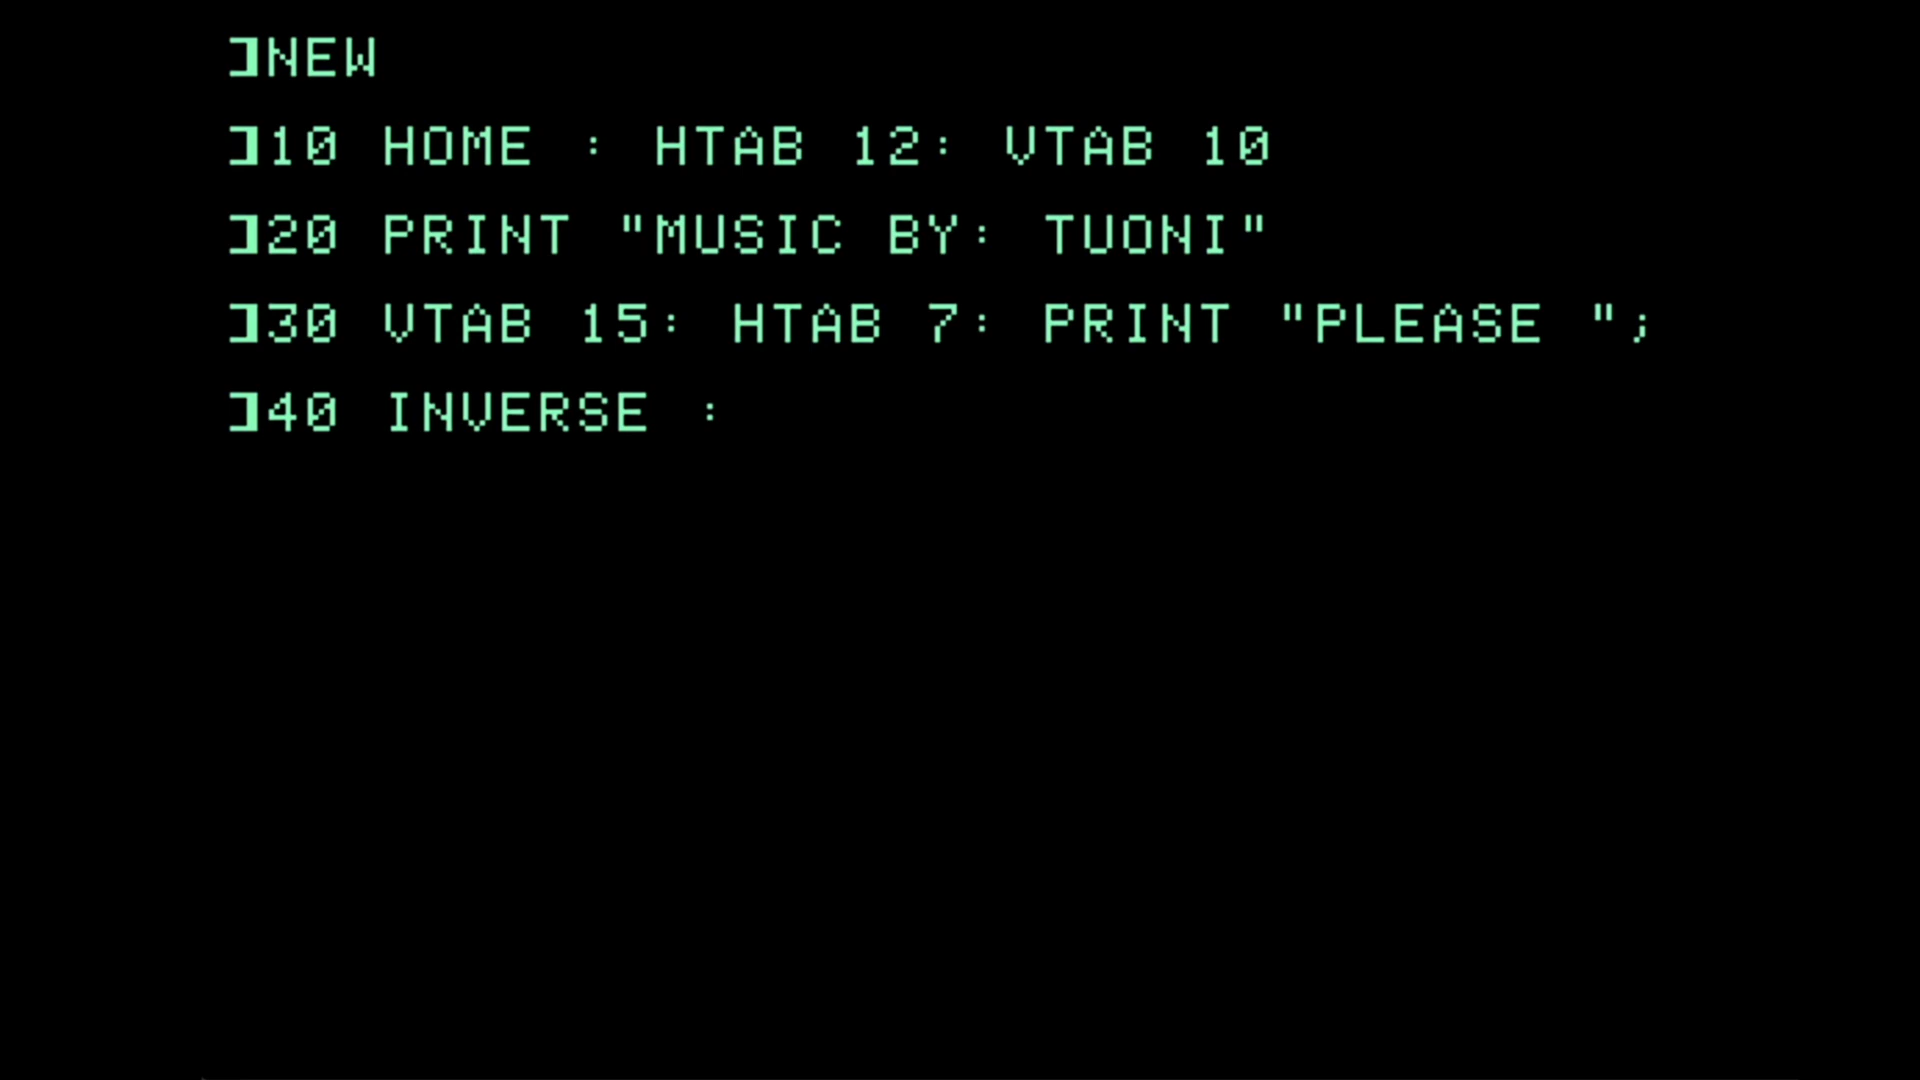 ]NEW
]10 HOME : HTAB 12: VTAB 10
]20 PRINT "MUSIC BY: TUONI"
]30 VTAB 15: HTAB 7: PRINT "PLEASE ";
]40 INVERSE :